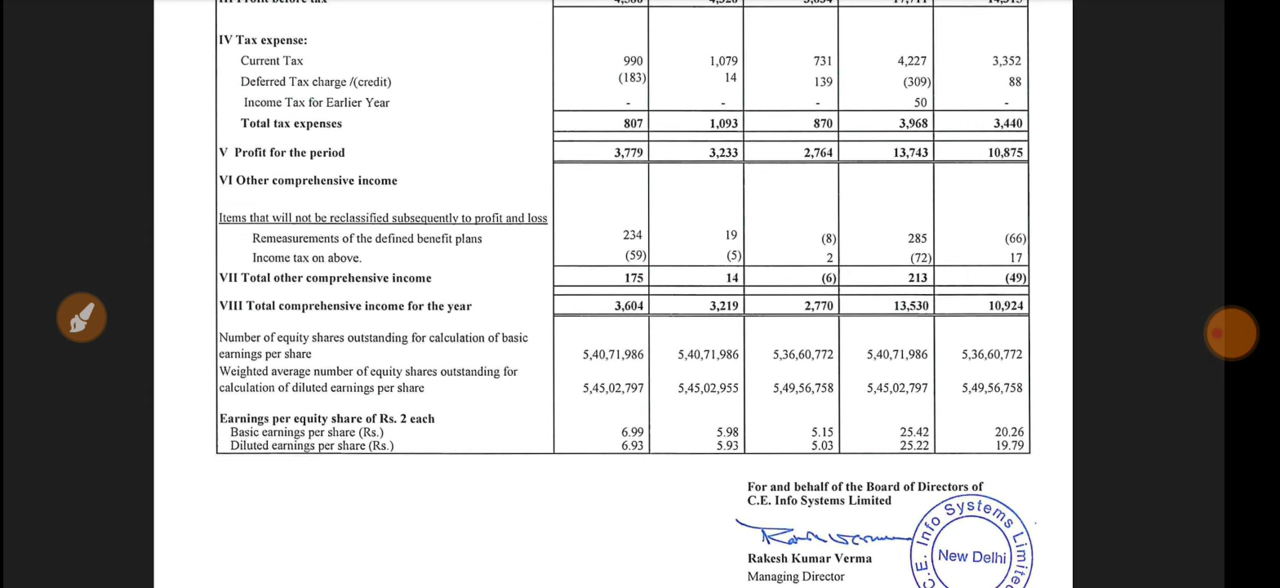 IV Tax expense:
Current Tax 990 1,079 731 4,227 3,352
Deferred Tax charge /(credit) (183) 14 139 (309) 88
Income Tax for Earlier Year - - - 50 -
Total tax expenses 807 1,093 870 3,968 3,440
V Profit for the period 3,779 3,233 2,764 13,743 10,875
VI Other comprehensive income
Items that will not be reclassified subsequently to profit and loss
Remeasurements of the defined benefit plans 234 19 (8) 285 (66)
Income tax on above. (59) (5) 2 (72) 17
VII Total other comprehensive income 175 14 (6) 213 (49)
VIII Total comprehensive income for the year 3,604 3,219 2,770 13,530 10,924
Number of equity shares outstanding for calculation of basic
earnings per share 5,40,71,986 5,40,71,986 5,36,60,772 5,40,71,986 5,36,60,772
Weighted average number of equity shares outstanding for
calculation of diluted earnings per share 5,45,02,797 5,45,02,955 5,49,56,758 5,45,02,797 5,49,56,758
Earnings per equity share of Rs. 2 each
Basic earnings per share (Rs.) 6.99 5.98 5.15 25.42 20.26
Diluted earnings per share (Rs.) 6.93 5.93 5.03 25.22 19.79
For and behalf of the Board of Directors of
C.E. Info Systems Limited
Rakesh Kumar Verma
Managing Director
C.E. Info Systems Limited
New Delhi